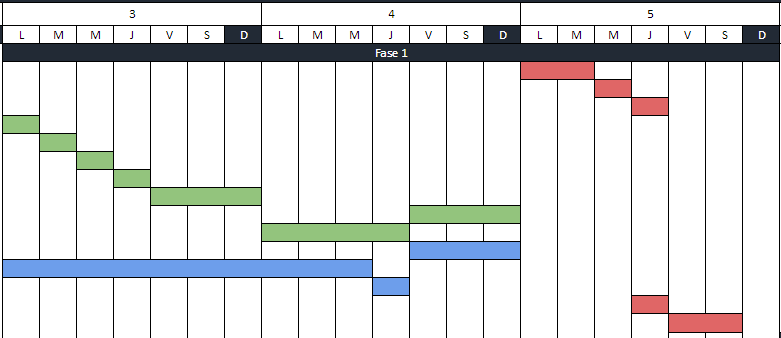 3 4 5
L M M J V S D L M M J V S D L M M J V S D
Fase 1